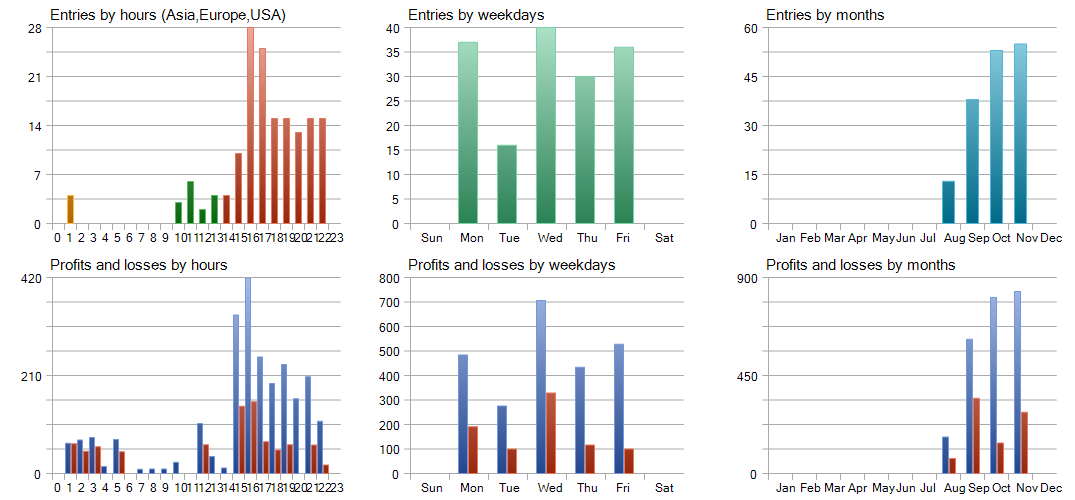 Entries by hours (Asia,Europe,USA)
28
21
14
7
0
0 1 2 3 4 5 6 7 8 9 10 11 12 13 14 15 16 17 18 19 20 21 22 23
Entries by weekdays
40
35
30
25
20
15
10
5
0
Sun Mon Tue Wed Thu Fri Sat
Entries by months
60
45
30
15
0
Jan Feb Mar Apr May Jun Jul Aug Sep Oct Nov Dec
Profits and losses by hours
420
210
0
0 1 2 3 4 5 6 7 8 9 10 11 12 13 14 15 16 17 18 19 20 21 22 23
Profits and losses by weekdays
800
700
600
500
400
300
200
100
0
Sun Mon Tue Wed Thu Fri Sat
Profits and losses by months
900
450
0
Jan Feb Mar Apr May Jun Jul Aug Sep Oct Nov Dec